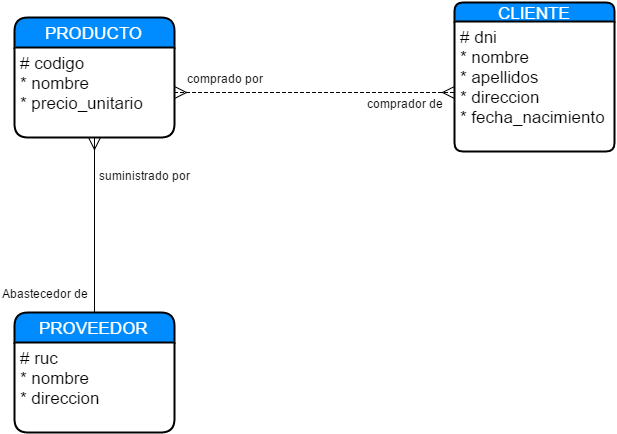 PRODUCTO
# codigo
* nombre
* precio_unitario
CLIENTE
# dni
* nombre
* apellidos
* direccion
* fecha_nacimiento
comprado por
comprador de
suministrado por
Abastecedor de
PROVEEDOR
# ruc
* nombre
* direccion